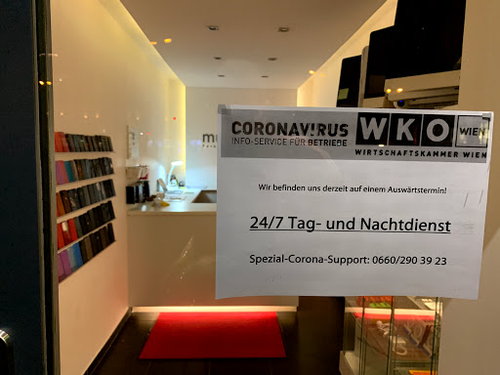 CORONAV!RUS
INFO-SERVICE FÜR BETRIEBE
WKO WIEN
WIRTSCHAFTSKAMMER WIEN
Wir befinden uns derzeit auf einem Auswärtstermin!
24/7 Tag- und Nachtdienst
Spezial-Corona-Support: 0660/290 39 23